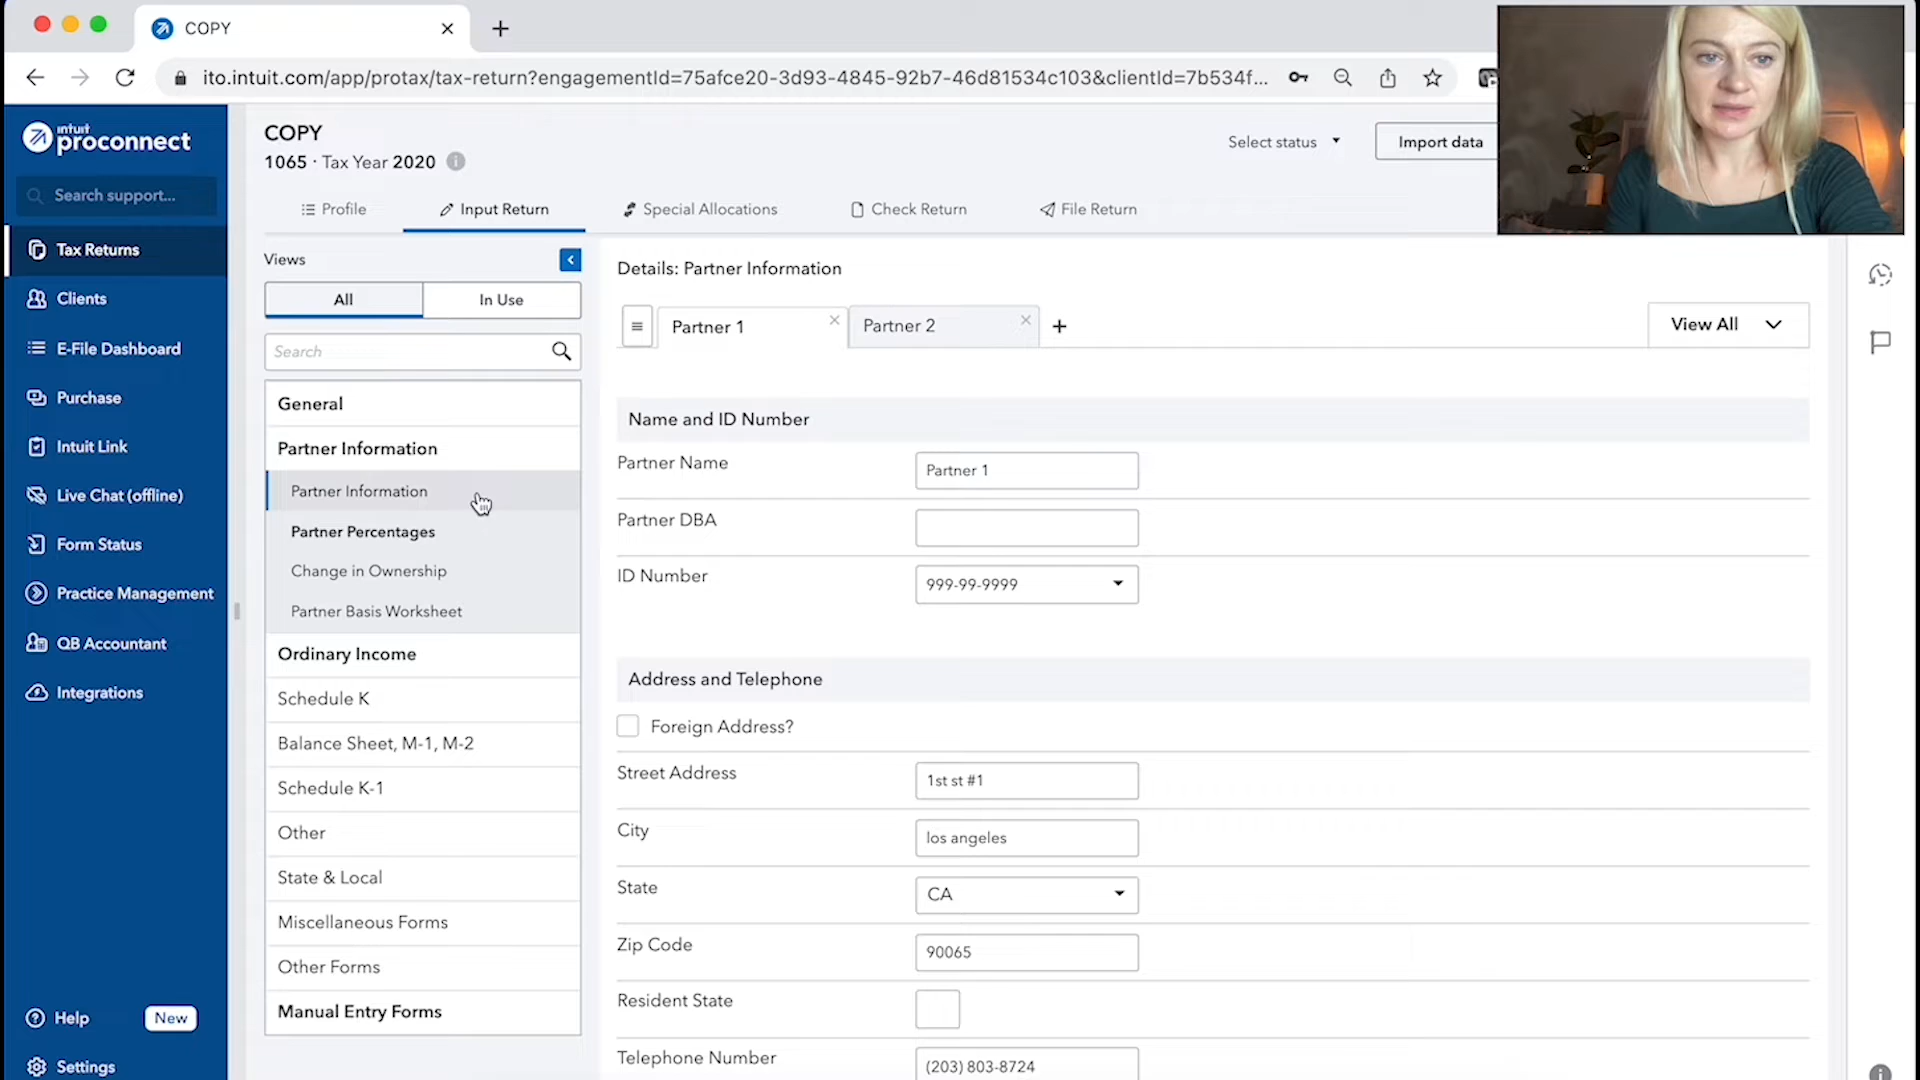 COPY
ito.intuit.com/app/protax/tax-return?engagementId=75afce20-3d93-4845-92b7-46d81534c103&clientId=7b534f...
intuit
proconnect
Search support...
Tax Returns
Clients
E-File Dashboard
Purchase
Intuit Link
Live Chat (offline)
Form Status
Practice Management
QB Accountant
Integrations
Help
New
Settings
COPY
1065 · Tax Year 2020
Select status
Import data
Profile
Input Return
Special Allocations
Check Return
File Return
Views
All
In Use
Search
General
Partner Information
Partner Information
Partner Percentages
Change in Ownership
Partner Basis Worksheet
Ordinary Income
Schedule K
Balance Sheet, M-1, M-2
Schedule K-1
Other
State & Local
Miscellaneous Forms
Other Forms
Manual Entry Forms
Details: Partner Information
Partner 1
Partner 2
View All
Name and ID Number
Partner Name
Partner 1
Partner DBA
ID Number
999-99-9999
Address and Telephone
Foreign Address?
Street Address
1st st #1
City
los angeles
State
CA
Zip Code
90065
Resident State
Telephone Number
(203) 803-8724